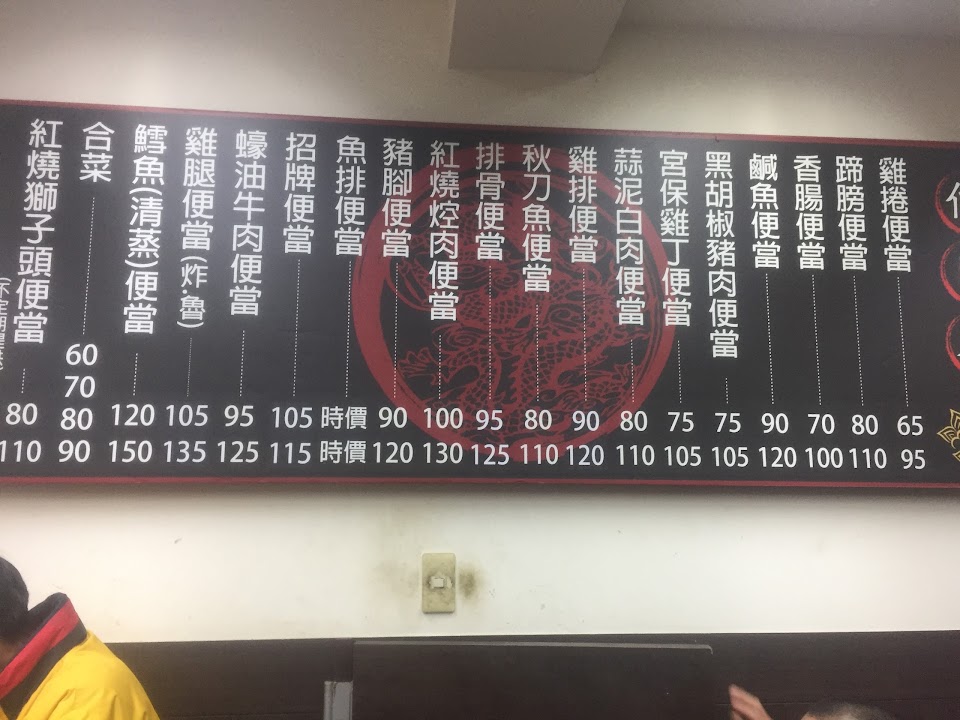 雞捲便當 65 95
蹄膀便當 80 110
香腸便當 70 100
鹹魚便當 90 120
黑胡椒豬肉便當 75 105
宮保雞丁便當 75 105
蒜泥白肉便當 80 110
雞排便當 90 120
秋刀魚便當 80 110
排骨便當 95 125
紅燒焢肉便當 100 130
豬腳便當 90 120
魚排便當 時價 時價
招牌便當 105 115
蠔油牛肉便當 95 125
雞腿便當(炸.魯) 105 135
鱈魚(清蒸)便當 120 150
合菜 60 70 80 90
紅燒獅子頭便當 80 110